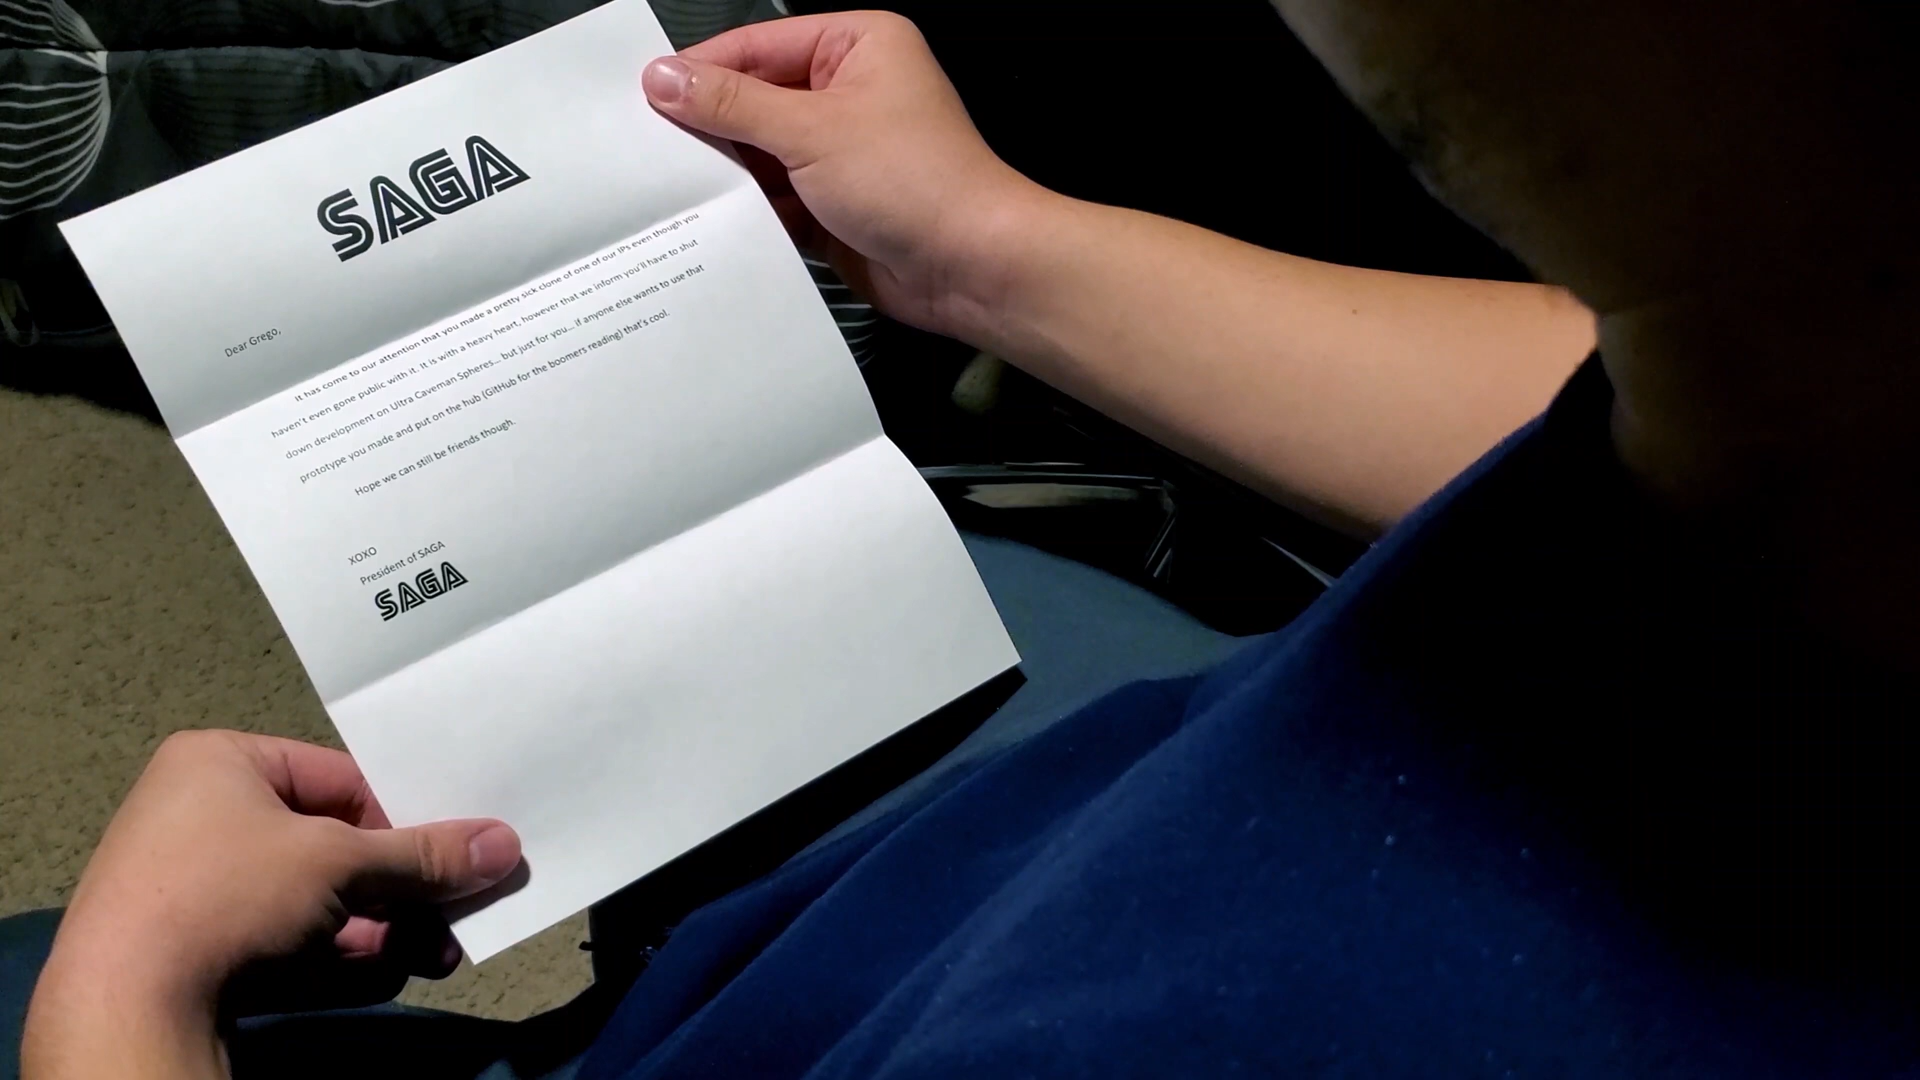 SAGA
Dear Grego,
It has come to our attention that you made a pretty sick clone of one of our IPs even though you
haven't even gone public with it. It is with a heavy heart, however that we inform you'll have to shut
down development on Ultra Caveman Spheres... but just for you... if anyone else wants to use that
prototype you made and put on the hub (GitHub for the boomers reading) that's cool.
Hope we can still be friends though.
XOXO
President of SAGA
SAGA